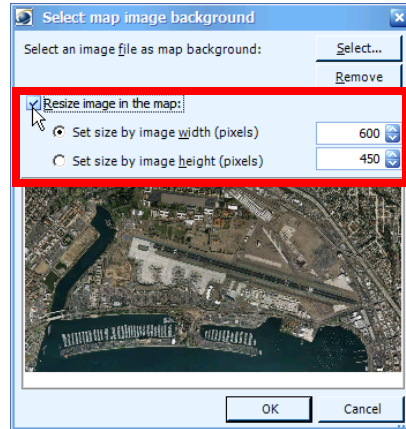 Select map image background
Select an image file as map background:
Select...
Remove
Resize image in the map:
Set size by image width (pixels)
600
Set size by image height (pixels)
450
OK
Cancel